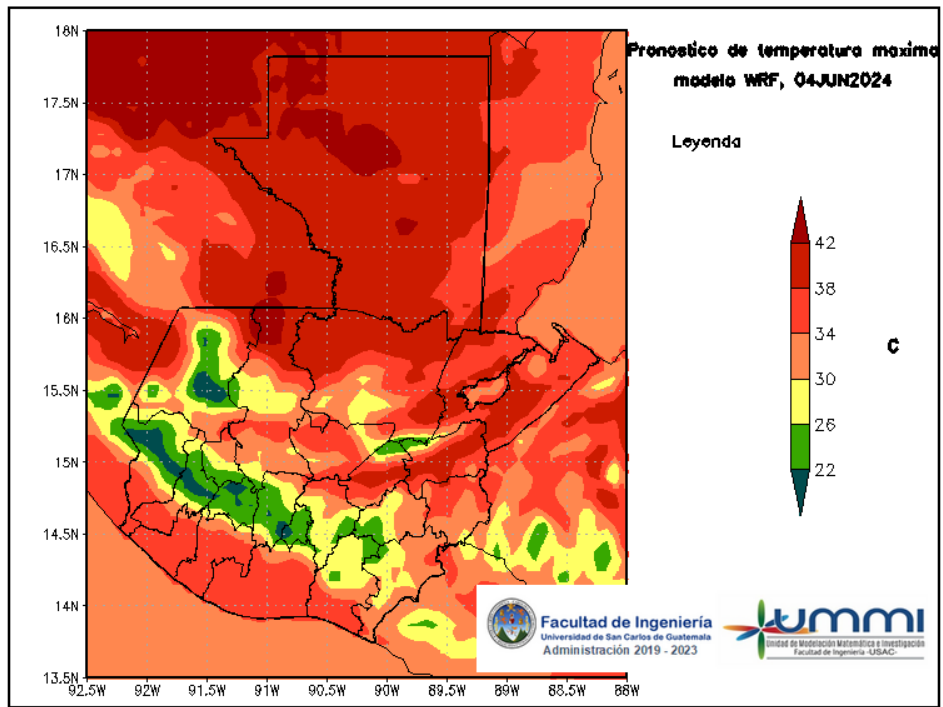 Pronostico de temperatura maxima
modelo WRF, 04JUN2024
Leyenda
18N
17.5N
17N
16.5N
16N
15.5N
15N
14.5N
14N
13.5N
92.5W 92W 91.5W 91W 90.5W 90W 89.5W 89W 88.5W 88W
42
38
34
30
26
22
C
Facultad de Ingeniería
Universidad de San Carlos de Guatemala
Administración 2019 - 2023
UMMI
Unidad de Modelación Matemática e Investigación
Facultad de Ingeniería -USAC-